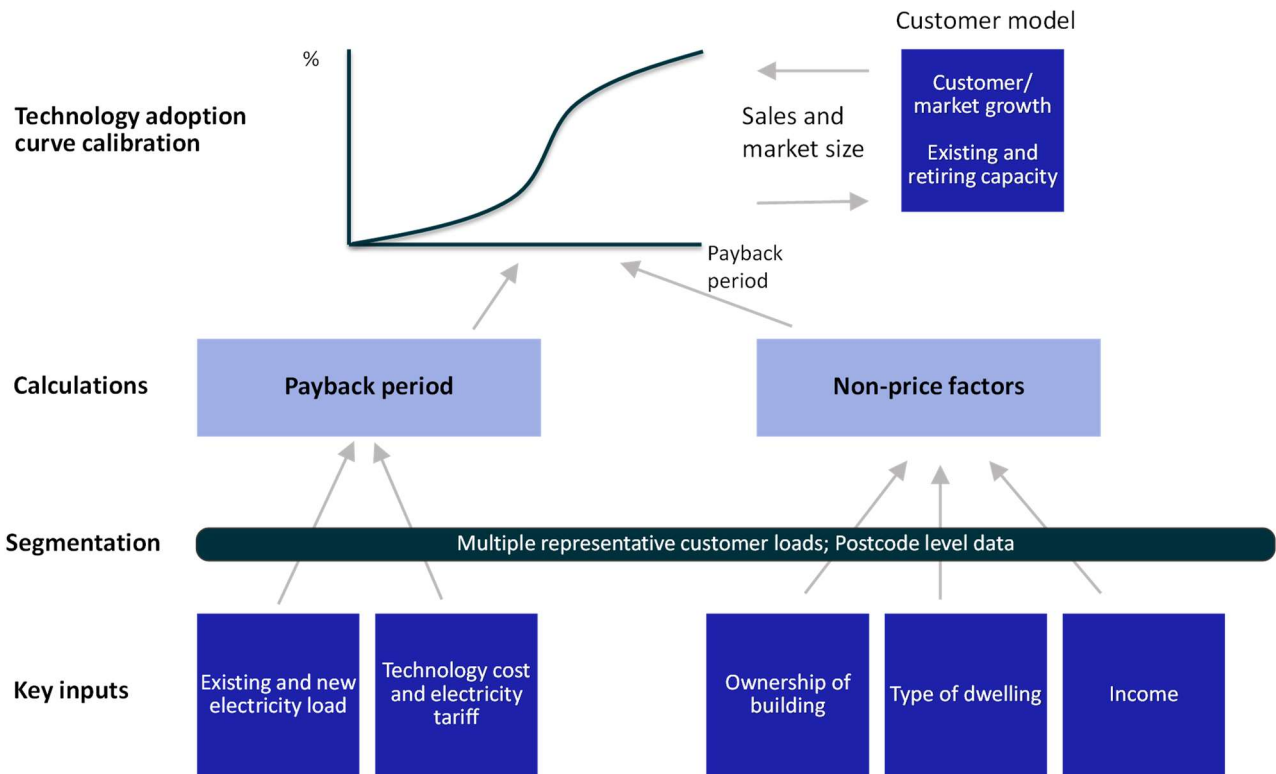 Customer model
%
Technology adoption
curve calibration
Customer/
market growth
Sales and
market size
Existing and
retiring capacity
Payback
period
Calculations
Payback period
Non-price factors
Segmentation
Multiple representative customer loads; Postcode level data
Key inputs
Existing and new
electricity load
Technology cost
and electricity
tariff
Ownership of
building
Type of dwelling
Income